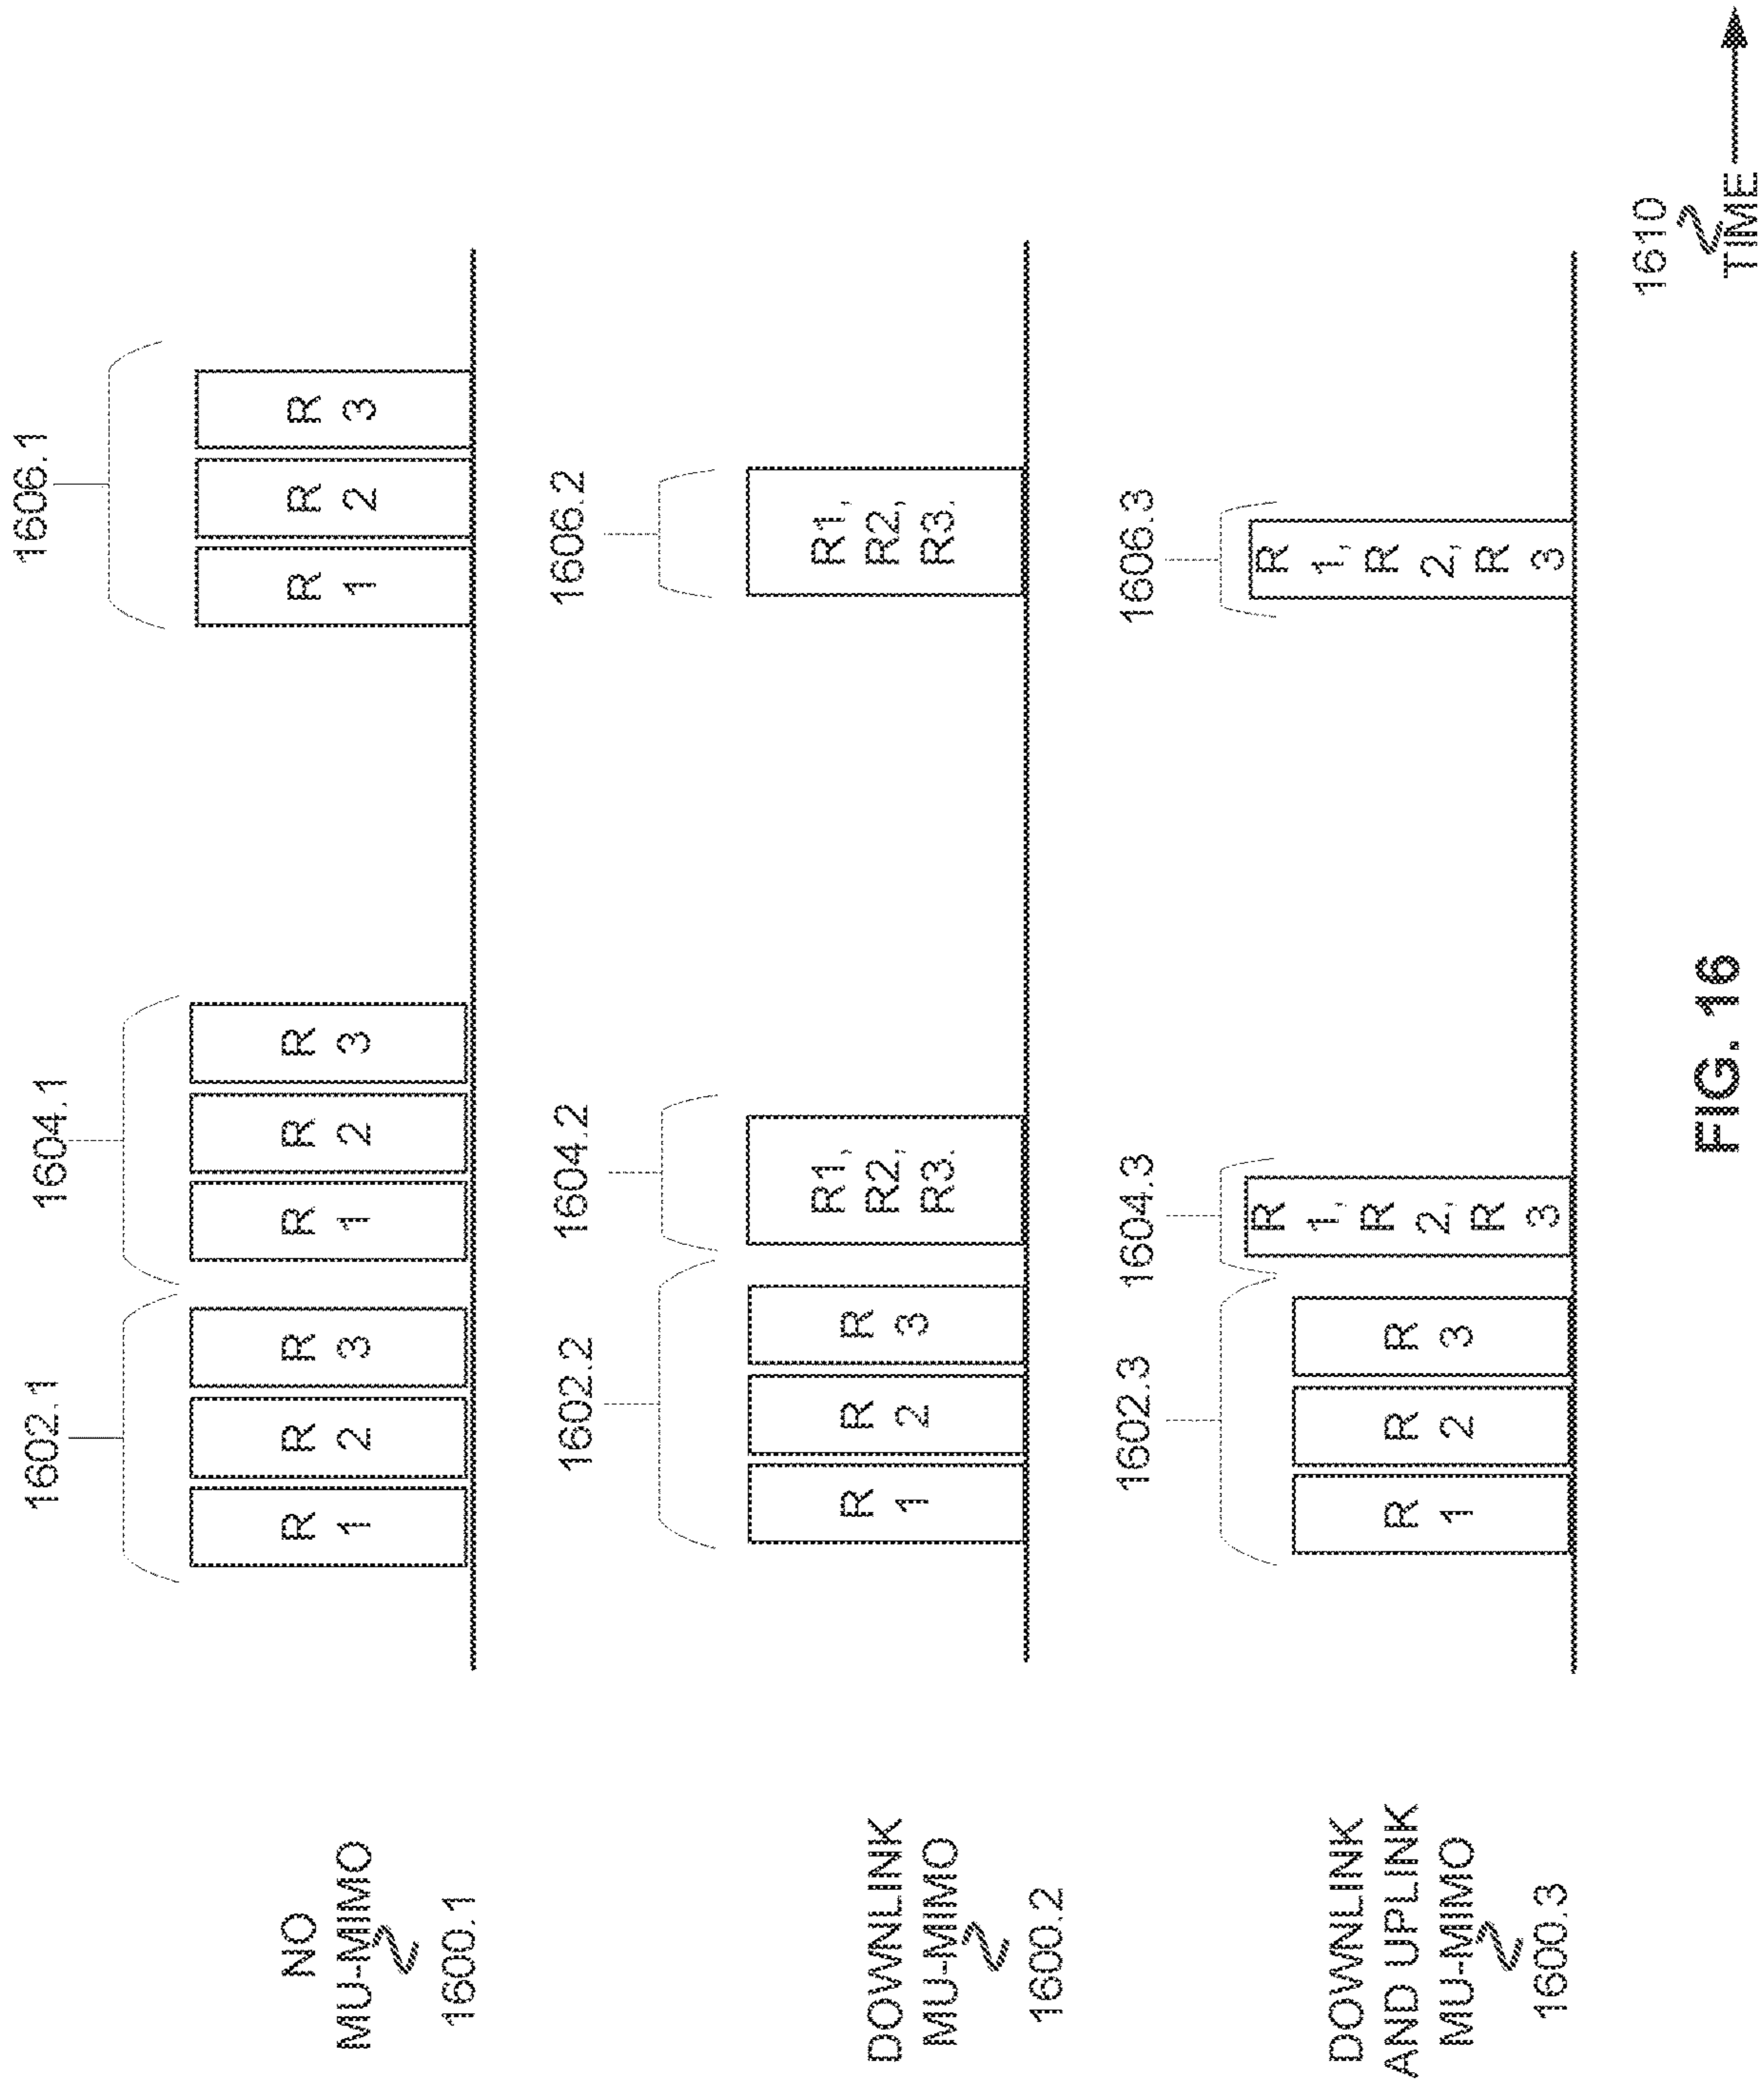 1602.1
1604.1
1606.1
NO
MU-MIMO
1600.1
R
1
R
2
R
3
R
1
R
2
R
3
R
1
R
2
R
3
1602.2
1604.2
1606.2
DOWNLINK
MU-MIMO
1600.2
R
1
R
2
R
3
R1,
R2,
R3.
R1,
R2,
R3.
1602.3
1604.3
1606.3
DOWNLINK
AND UPLINK
MU-MIMO
1600.3
R
1
R
2
R
3
R
1,
R
2,
R
3
R
1,
R
2,
R
3
1610
TIME
FIG. 16